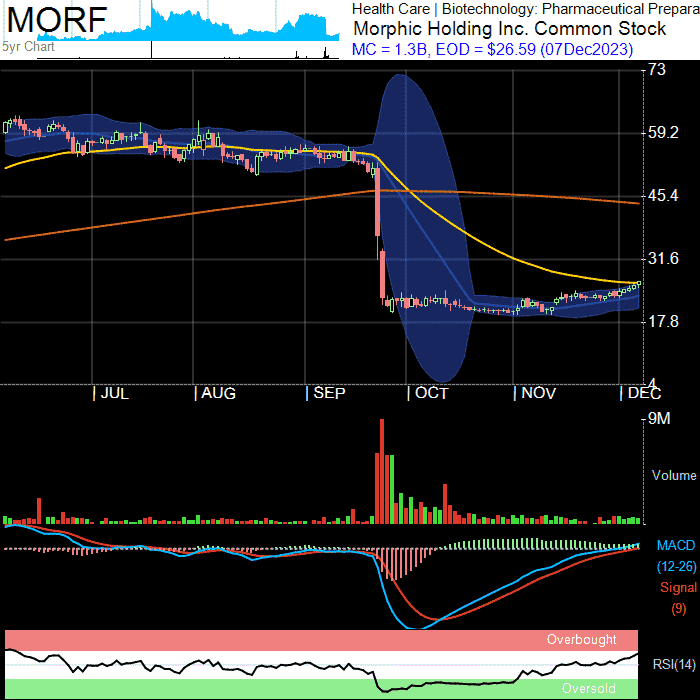 MORF
5yr Chart
Health Care | Biotechnology: Pharmaceutical Prepara
Morphic Holding Inc. Common Stock
MC = 1.3B, EOD = $26.59 (07Dec2023)
73
59.2
45.4
31.6
17.8
4
JUL
AUG
SEP
OCT
NOV
DEC
9M
Volume
MACD
(12-26)
Signal
(9)
Overbought
RSI(14)
Oversold